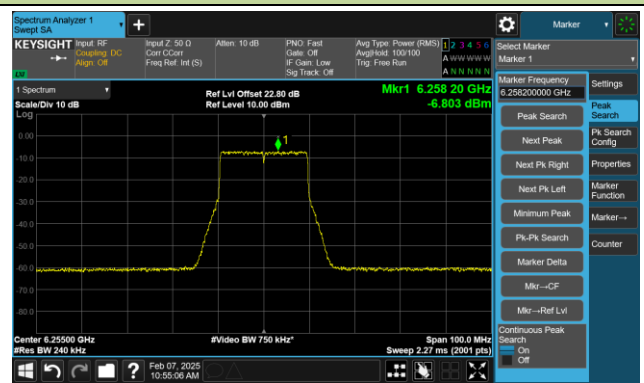 Spectrum Analyzer 1
Swept SA
Marker
KEYSIGHT
Input: RF
Coupling: DC
Align: Off
Input Z: 50 Ω
Corr CCorr
Freq Ref: Int (S)
Atten: 10 dB
PNO: Fast
Gate: Off
IF Gain: Low
Sig Track: Off
Avg Type: Power (RMS)
Avg|Hold: 100/100
Trig: Free Run
1 2 3 4 5 6
A W W W W W
A N N N N N
LXI
Select Marker
Marker 1
1 Spectrum
Scale/Div 10 dB
Log
Ref Lvl Offset 22.80 dB
Ref Level 10.00 dBm
Mkr1 6.258 20 GHz
-6.803 dBm
1
0.00
-10.0
-20.0
-30.0
-40.0
-50.0
-60.0
-70.0
-80.0
Center 6.25500 GHz
#Res BW 240 kHz
#Video BW 750 kHz*
Span 100.0 MHz
Sweep 2.27 ms (2001 pts)
Marker Frequency
6.258200000 GHz
Peak Search
Next Peak
Next Pk Right
Next Pk Left
Minimum Peak
Pk-Pk Search
Marker Delta
Mkr→CF
Mkr→Ref Lvl
Continuous Peak
Search
On
Off
Settings
Peak
Search
Pk Search
Config
Properties
Marker
Function
Marker→
Counter
?
Feb 07, 2025
10:55:06 AM